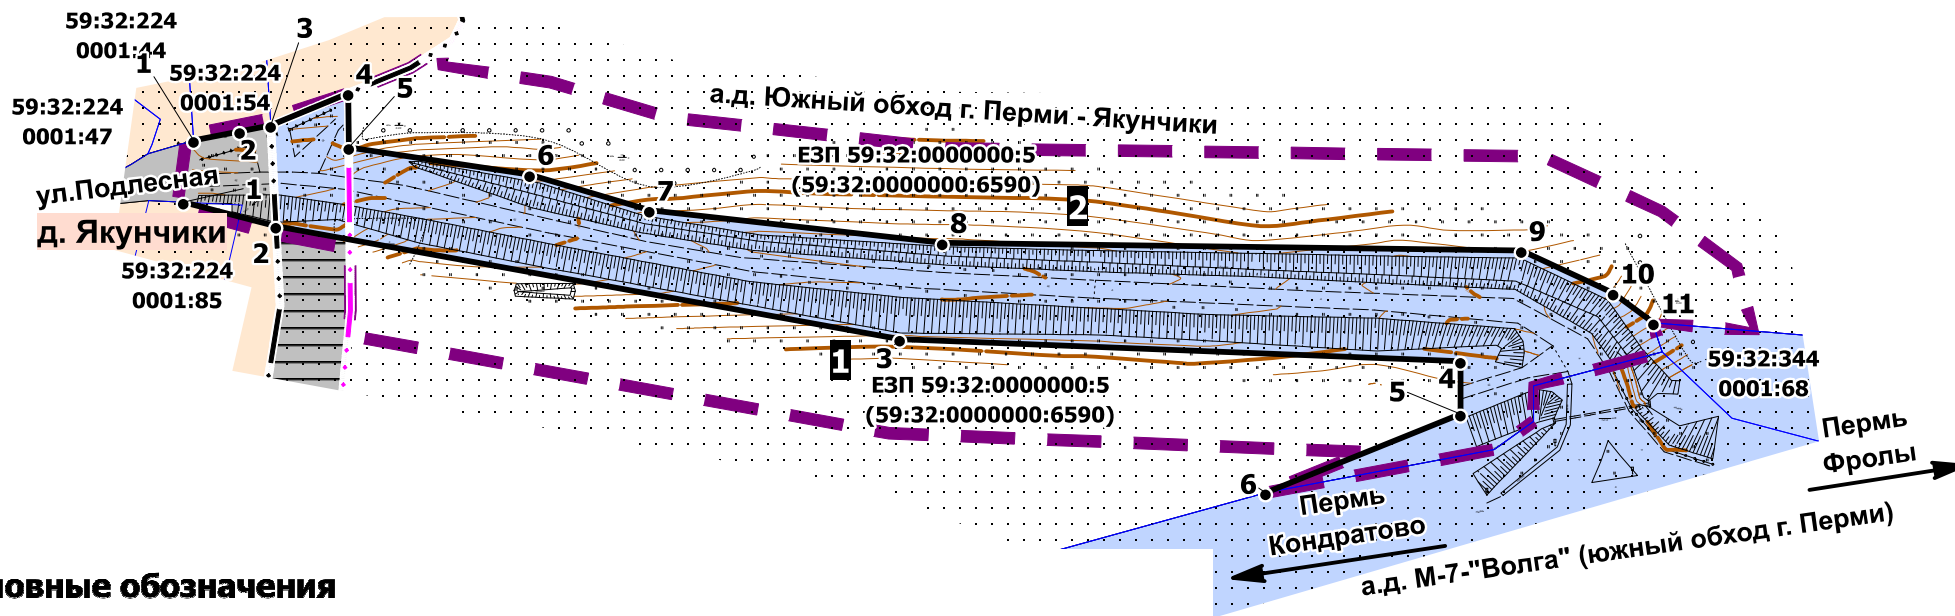 59:32:224
0001:44
3
1
59:32:224
0001:54
4
5
59:32:224
0001:47
2
а.д. Южный обход г. Перми - Якунчики
ЕЗП 59:32:0000000:5
(59:32:0000000:6590)
6
7
2
8
9
10
11
ул.Подлесная
1
д. Якунчики
2
59:32:224
0001:85
1
3
ЕЗП 59:32:0000000:5
(59:32:0000000:6590)
4
5
6
59:32:344
0001:68
Пермь
Фролы
Пермь
Кондратово
а.д. М-7-"Волга" (южный обход г. Перми)
ловные обозначения